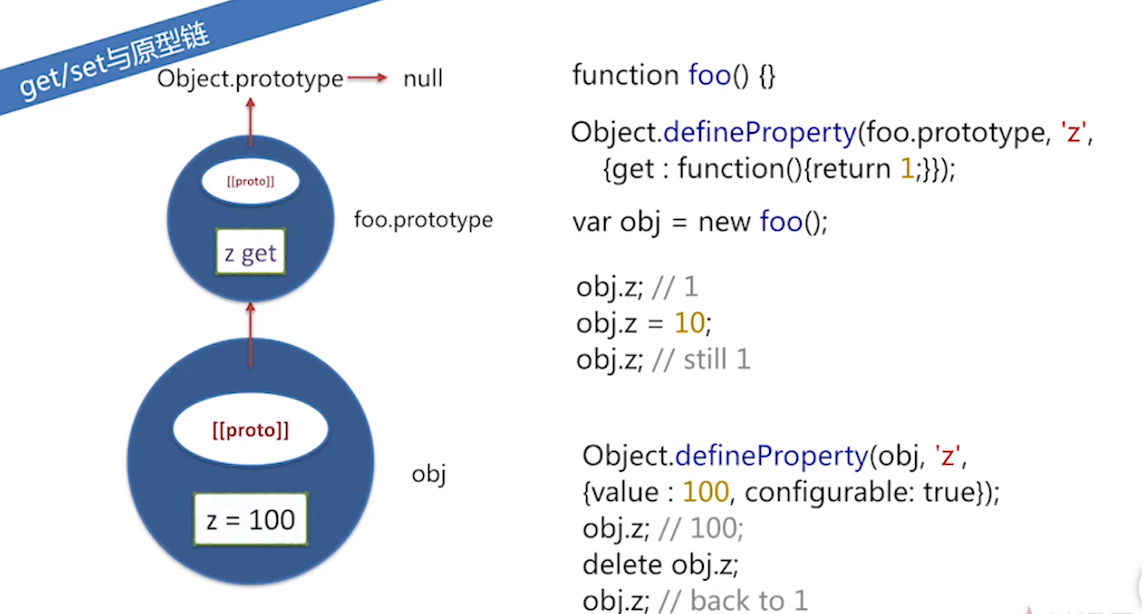 get/set与原型链
Object.prototype
null
[[proto]]
z get
foo.prototype
[[proto]]
z = 100
obj
function foo() {}
Object.defineProperty(foo.prototype, 'z',
{get : function(){return 1;}});
var obj = new foo();
obj.z; // 1
obj.z = 10;
obj.z; // still 1
Object.defineProperty(obj, 'z',
{value : 100, configurable: true});
obj.z; // 100;
delete obj.z;
obj.z; // back to 1